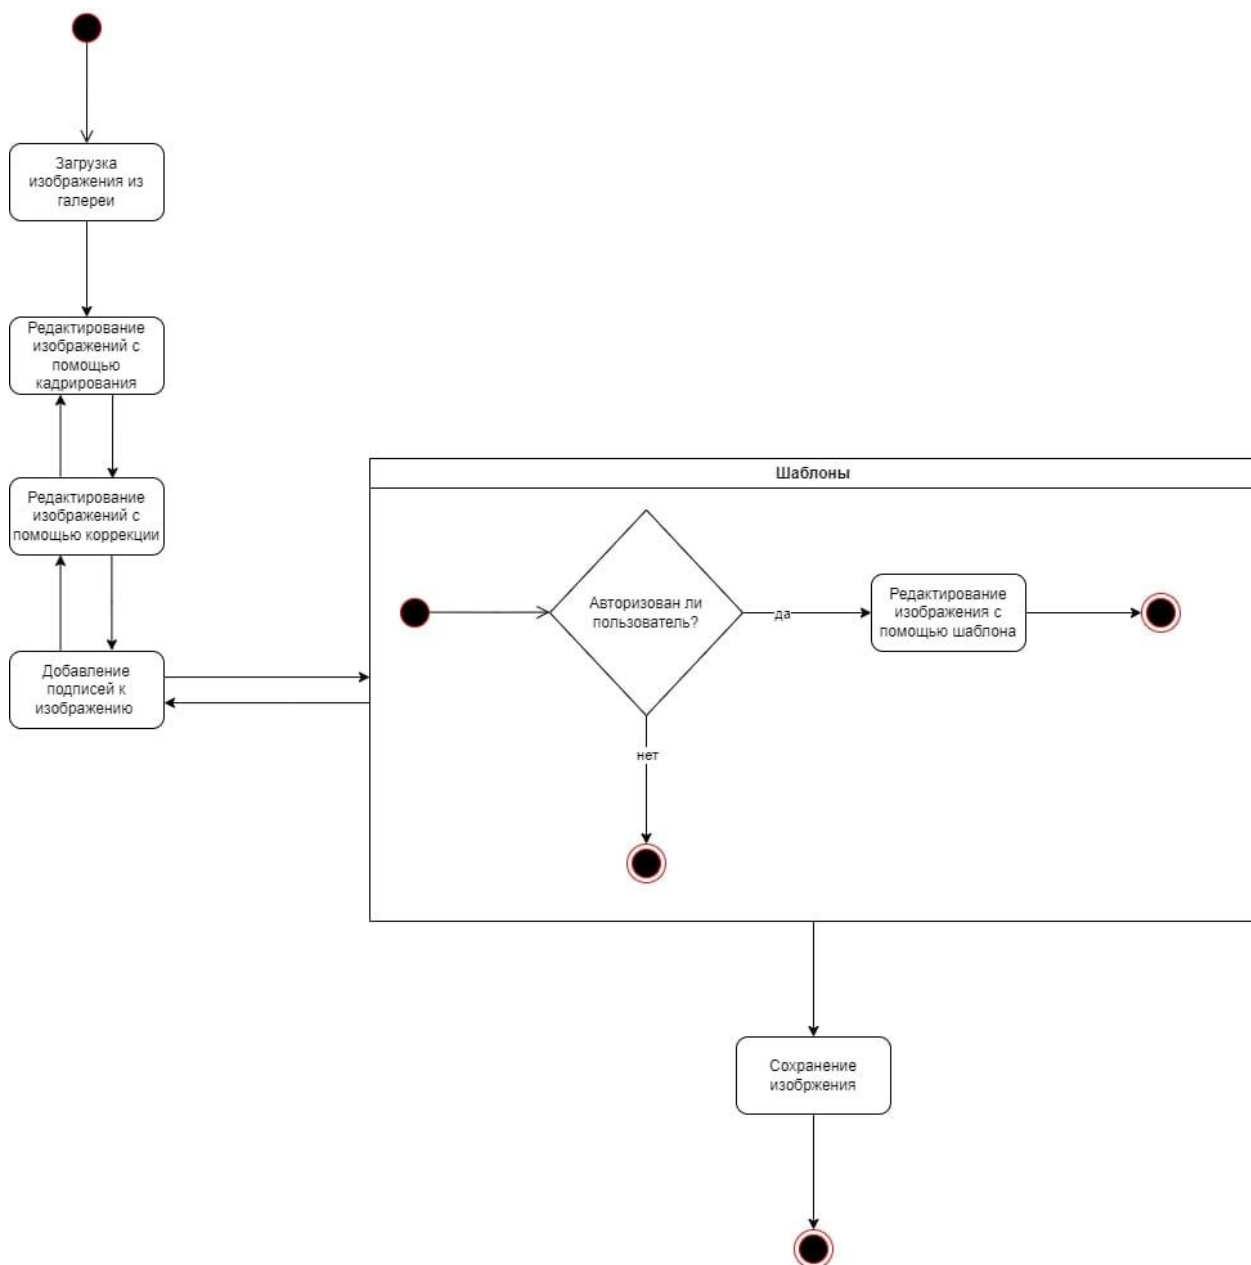 Загрузка
изображения из
галереи
Редактирование
изображений с
помощью
кадрирования
Редактирование
изображений с
помощью коррекции
Добавление
подписей к
изображению
Шаблоны
Авторизован ли
пользователь?
да
Редактирование
изображения с
помощью шаблона
нет
Сохранение
изобржения